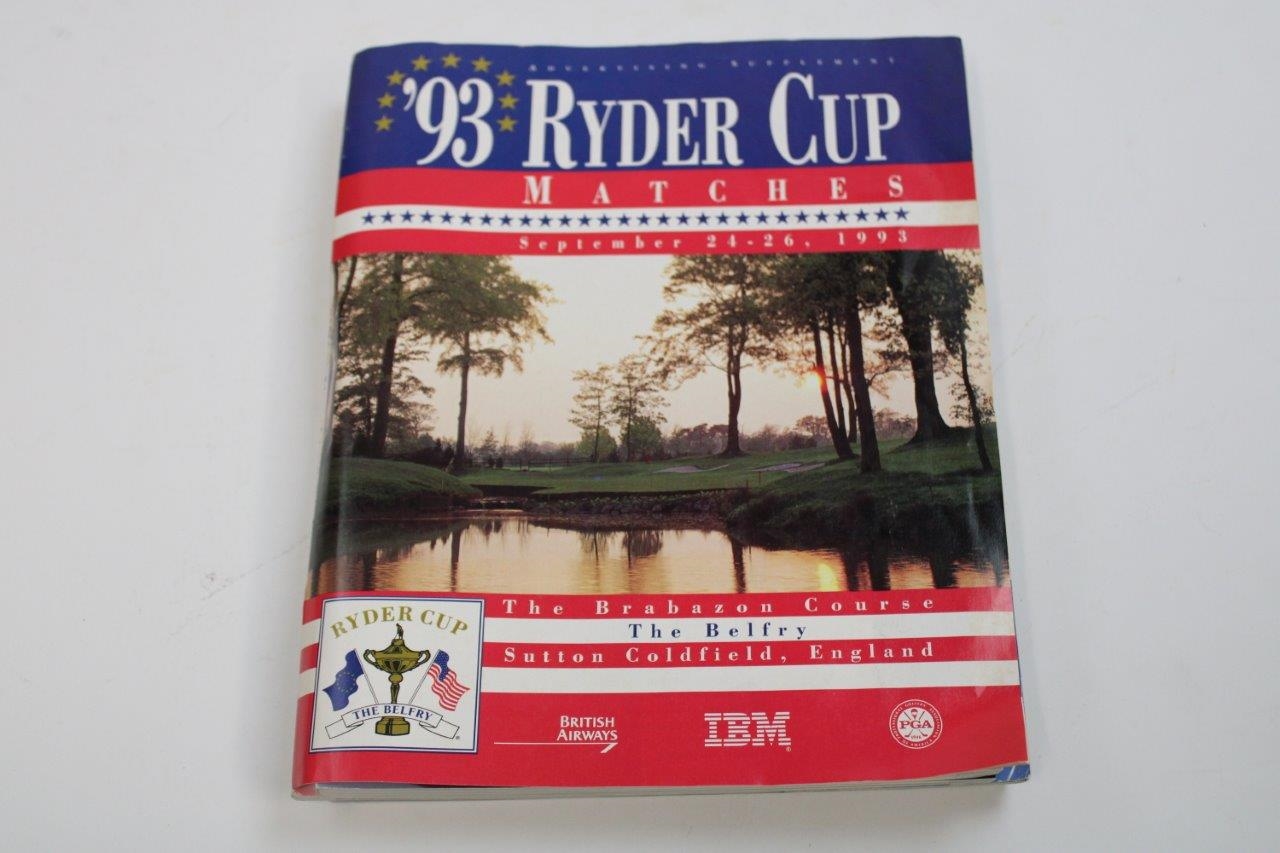 ADVERTISING SUPPLEMENT
'93 RYDER CUP
MATCHES
September 24-26, 1993
The Brabazon Course
The Belfry
Sutton Coldfield, England
RYDER CUP
THE BELFRY
BRITISH
AIRWAYS
IBM
PGA